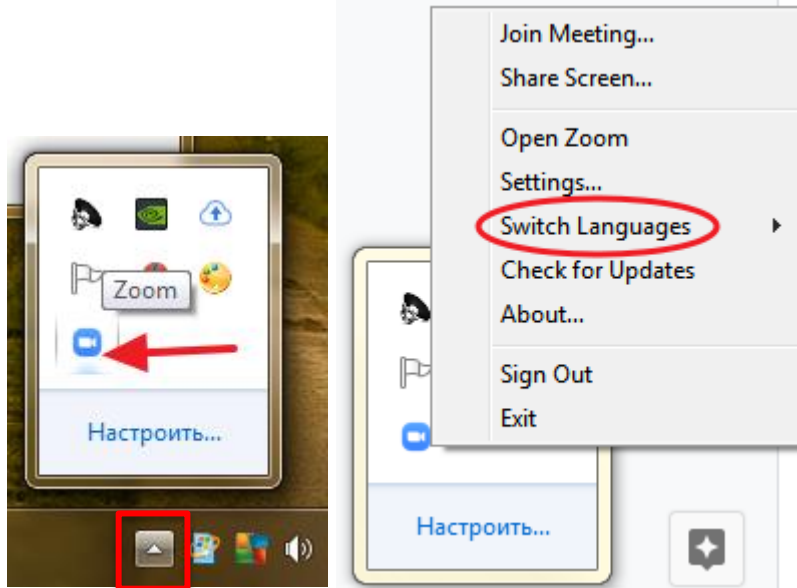 Zoom
Настроить...
Join Meeting...
Share Screen...
Open Zoom
Settings...
Switch Languages
Check for Updates
About...
Sign Out
Exit
Настроить...